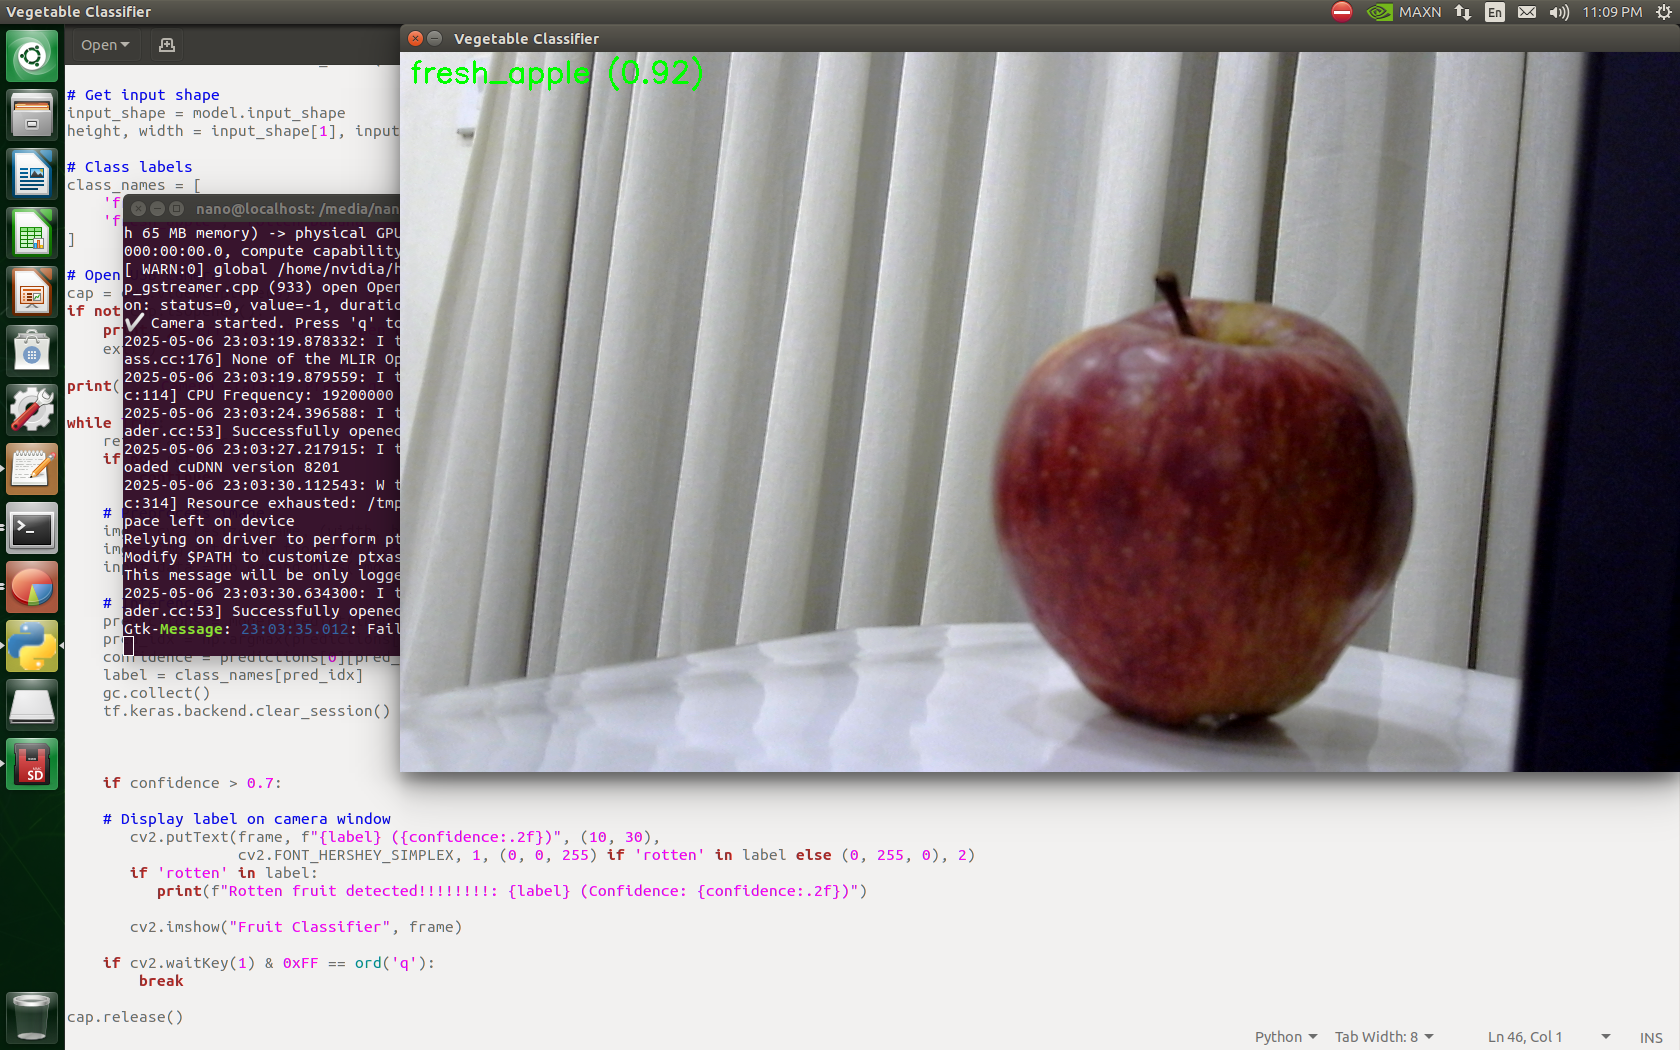 Vegetable Classifier
MAXN
En
11:09 PM
Open
# Get input shape
input_shape = model.input_shape
height, width = input_shape[1], input
# Class labels
class_names = [
'f
'f
]
# Open
cap =
if not
pr
ex
print(
while
re
if
#
im
im
in
#
pr
pr
confidence = predictions[0][pred_
label = class_names[pred_idx]
gc.collect()
tf.keras.backend.clear_session()
if confidence > 0.7:
# Display label on camera window
cv2.putText(frame, f"{label} ({confidence:.2f})", (10, 30),
cv2.FONT_HERSHEY_SIMPLEX, 1, (0, 0, 255) if 'rotten' in label else (0, 255, 0), 2)
if 'rotten' in label:
print(f"Rotten fruit detected!!!!!!!!: {label} (Confidence: {confidence:.2f})")
cv2.imshow("Fruit Classifier", frame)
if cv2.waitKey(1) & 0xFF == ord('q'):
break
cap.release()
nano@localhost: /media/nan
h 65 MB memory) -> physical GPU
000:00:00.0, compute capability
[ WARN:0] global /home/nvidia/h
p_gstreamer.cpp (933) open Open
on: status=0, value=-1, duratio
✔ Camera started. Press 'q' to
2025-05-06 23:03:19.878332: I t
ass.cc:176] None of the MLIR Op
2025-05-06 23:03:19.879559: I t
c:114] CPU Frequency: 19200000
2025-05-06 23:03:24.396588: I t
ader.cc:53] Successfully opened
2025-05-06 23:03:27.217915: I t
oaded cuDNN version 8201
2025-05-06 23:03:30.112543: W t
c:314] Resource exhausted: /tmp
pace left on device
Relying on driver to perform pt
Modify $PATH to customize ptxas
This message will be only logge
2025-05-06 23:03:30.634300: I t
ader.cc:53] Successfully opened
Gtk-Message: 23:03:35.012: Fail
Vegetable Classifier
fresh_apple (0.92)
SD
Python
Tab Width: 8
Ln 46, Col 1
INS